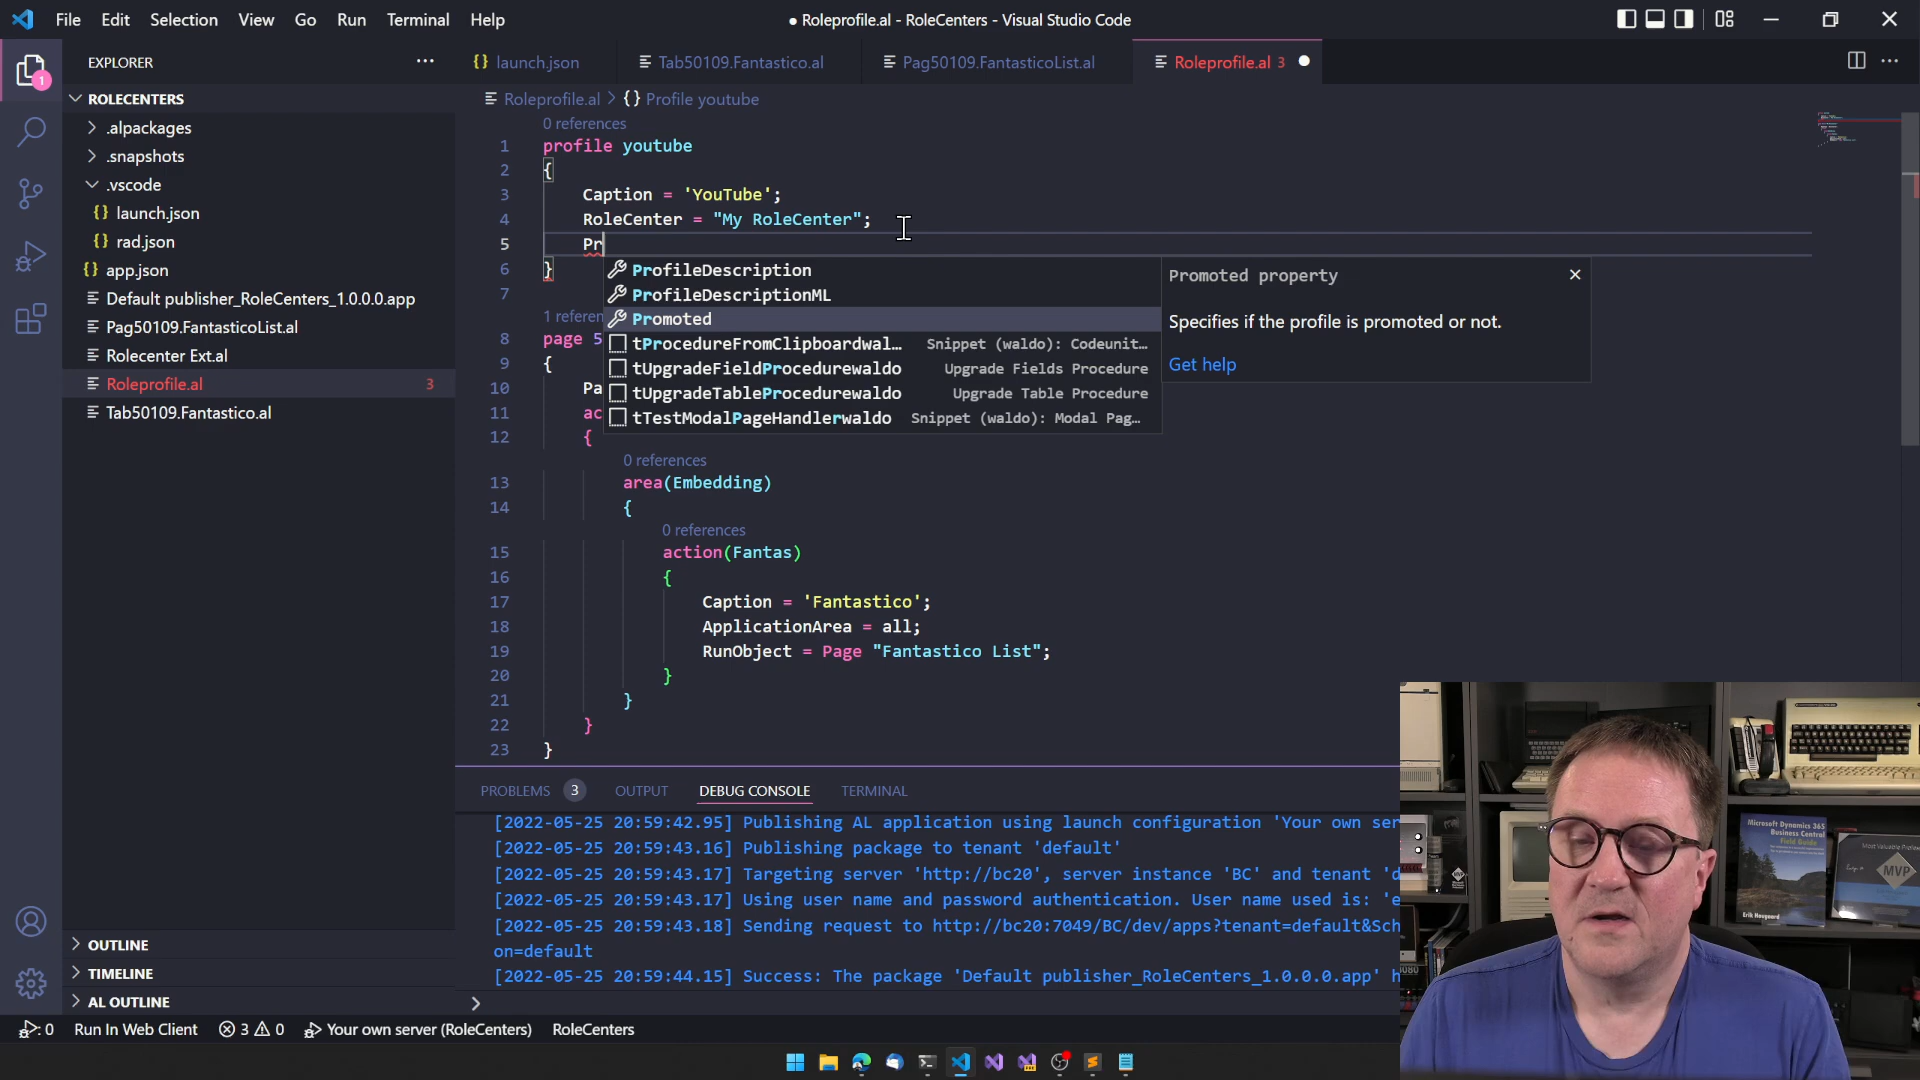 File Edit Selection View Go Run Terminal Help
● Roleprofile.al - RoleCenters - Visual Studio Code
1
EXPLORER ···
{} launch.json
Tab50109.Fantastico.al
Pag50109.FantasticoList.al
Roleprofile.al 3
ROLECENTERS
.alpackages
.snapshots
.vscode
{} launch.json
{} rad.json
{} app.json
Default publisher_RoleCenters_1.0.0.0.app
Pag50109.FantasticoList.al
Rolecenter Ext.al
Roleprofile.al 3
Tab50109.Fantastico.al
OUTLINE
TIMELINE
AL OUTLINE
Roleprofile.al > {} Profile youtube
0 references
1 profile youtube
2 {
3 Caption = 'YouTube';
4 RoleCenter = "My RoleCenter";
5 Pr
6 }
7
1 referen
8 page 5
9 {
10 Pa
11 ac
12 {
0 references
13 area(Embedding)
14 {
0 references
15 action(Fantas)
16 {
17 Caption = 'Fantastico';
18 ApplicationArea = all;
19 RunObject = Page "Fantastico List";
20 }
21 }
22 }
23 }
ProfileDescription
ProfileDescriptionML
Promoted
tProcedureFromClipboardwal… Snippet (waldo): Codeunit…
tUpgradeFieldProcedurewaldo Upgrade Fields Procedure
tUpgradeTableProcedurewaldo Upgrade Table Procedure
tTestModalPageHandlerwaldo Snippet (waldo): Modal Pag…
Promoted property
Specifies if the profile is promoted or not.
Get help
PROBLEMS 3 OUTPUT DEBUG CONSOLE TERMINAL
[2022-05-25 20:59:42.95] Publishing AL application using launch configuration 'Your own ser
[2022-05-25 20:59:43.16] Publishing package to tenant 'default'
[2022-05-25 20:59:43.17] Targeting server 'http://bc20', server instance 'BC' and tenant 'd
[2022-05-25 20:59:43.17] Using user name and password authentication. User name used is: 'e
[2022-05-25 20:59:43.18] Sending request to http://bc20:7049/BC/dev/apps?tenant=default&Sch
on=default
[2022-05-25 20:59:44.15] Success: The package 'Default publisher_RoleCenters_1.0.0.0.app' h
>
Microsoft Dynamics 365
Business Central
Field Guide
Erik Hougaard
MVP
: 0 Run In Web Client 3 0 Your own server (RoleCenters) RoleCenters